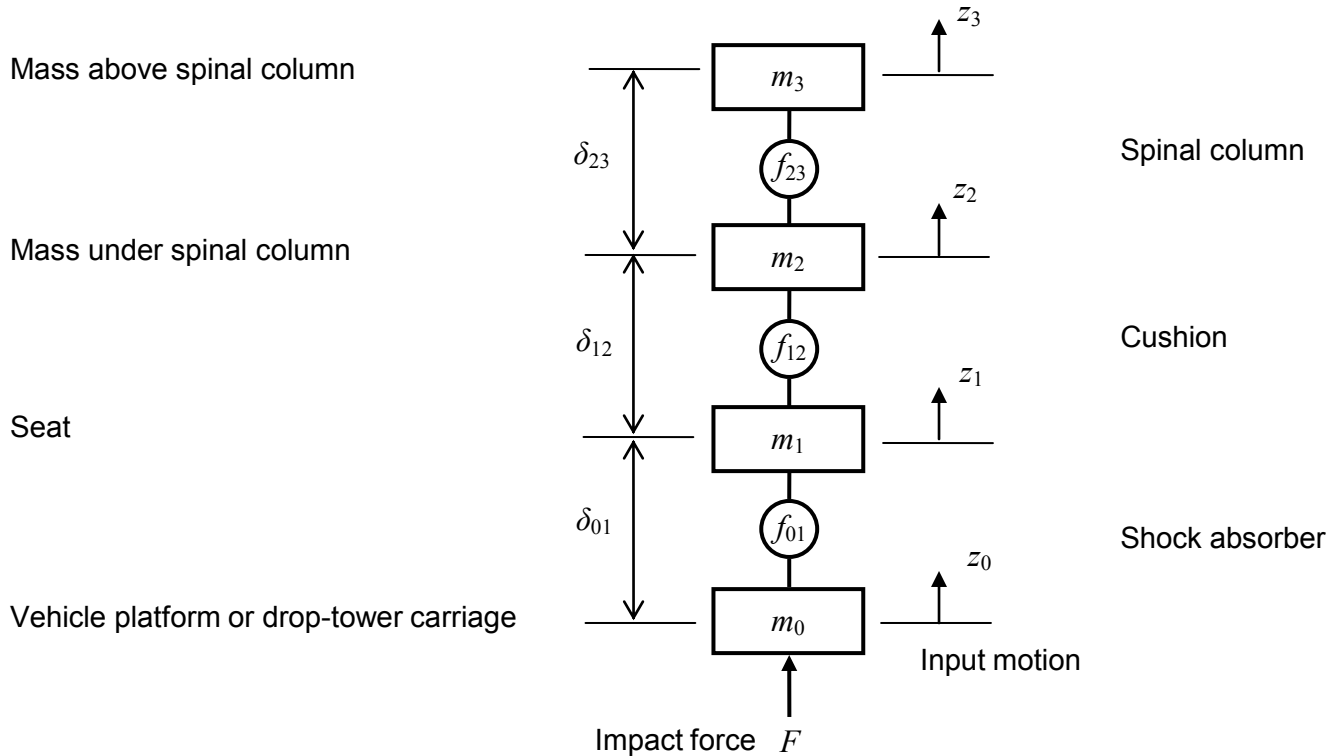 z₃
Mass above spinal column
m₃
δ₂₃
f₂₃
Spinal column
z₂
Mass under spinal column
m₂
δ₁₂
f₁₂
Cushion
z₁
Seat
m₁
δ₀₁
f₀₁
Shock absorber
z₀
Vehicle platform or drop-tower carriage
m₀
Input motion
Impact force F